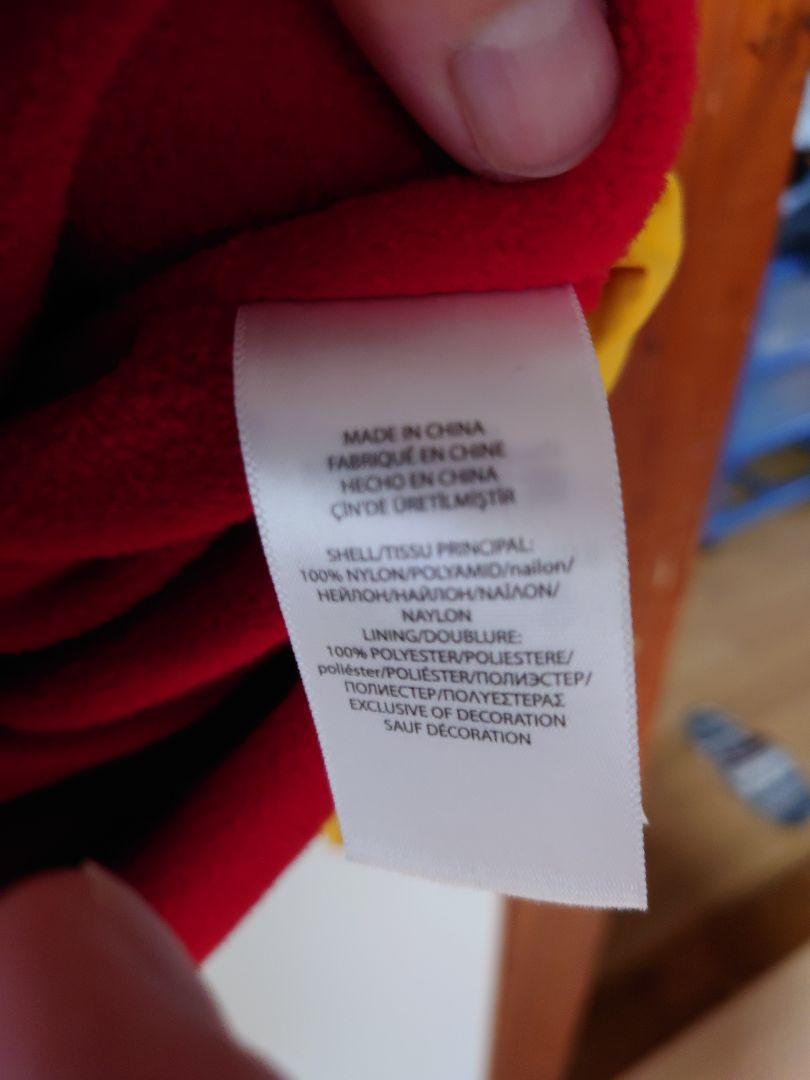 MADE IN CHINA
FABRIQUÉ EN CHINE
HECHO EN CHINA
ÇİN'DE ÜRETİLMİŞTİR
SHELL/TISSU PRINCIPAL:
100% NYLON/POLYAMID/nailon/
НЕЙЛОН/НАЙЛОН/ΝΑΪΛΟΝ/
NAYLON
LINING/DOUBLURE:
100% POLYESTER/POLIESTERE/
poliéster/POLIÉSTER/ПОЛИЭСТЕР/
ПОЛИЕСТЕР/ΠΟΛΥΕΣΤΕΡΑΣ
EXCLUSIVE OF DECORATION
SAUF DÉCORATION